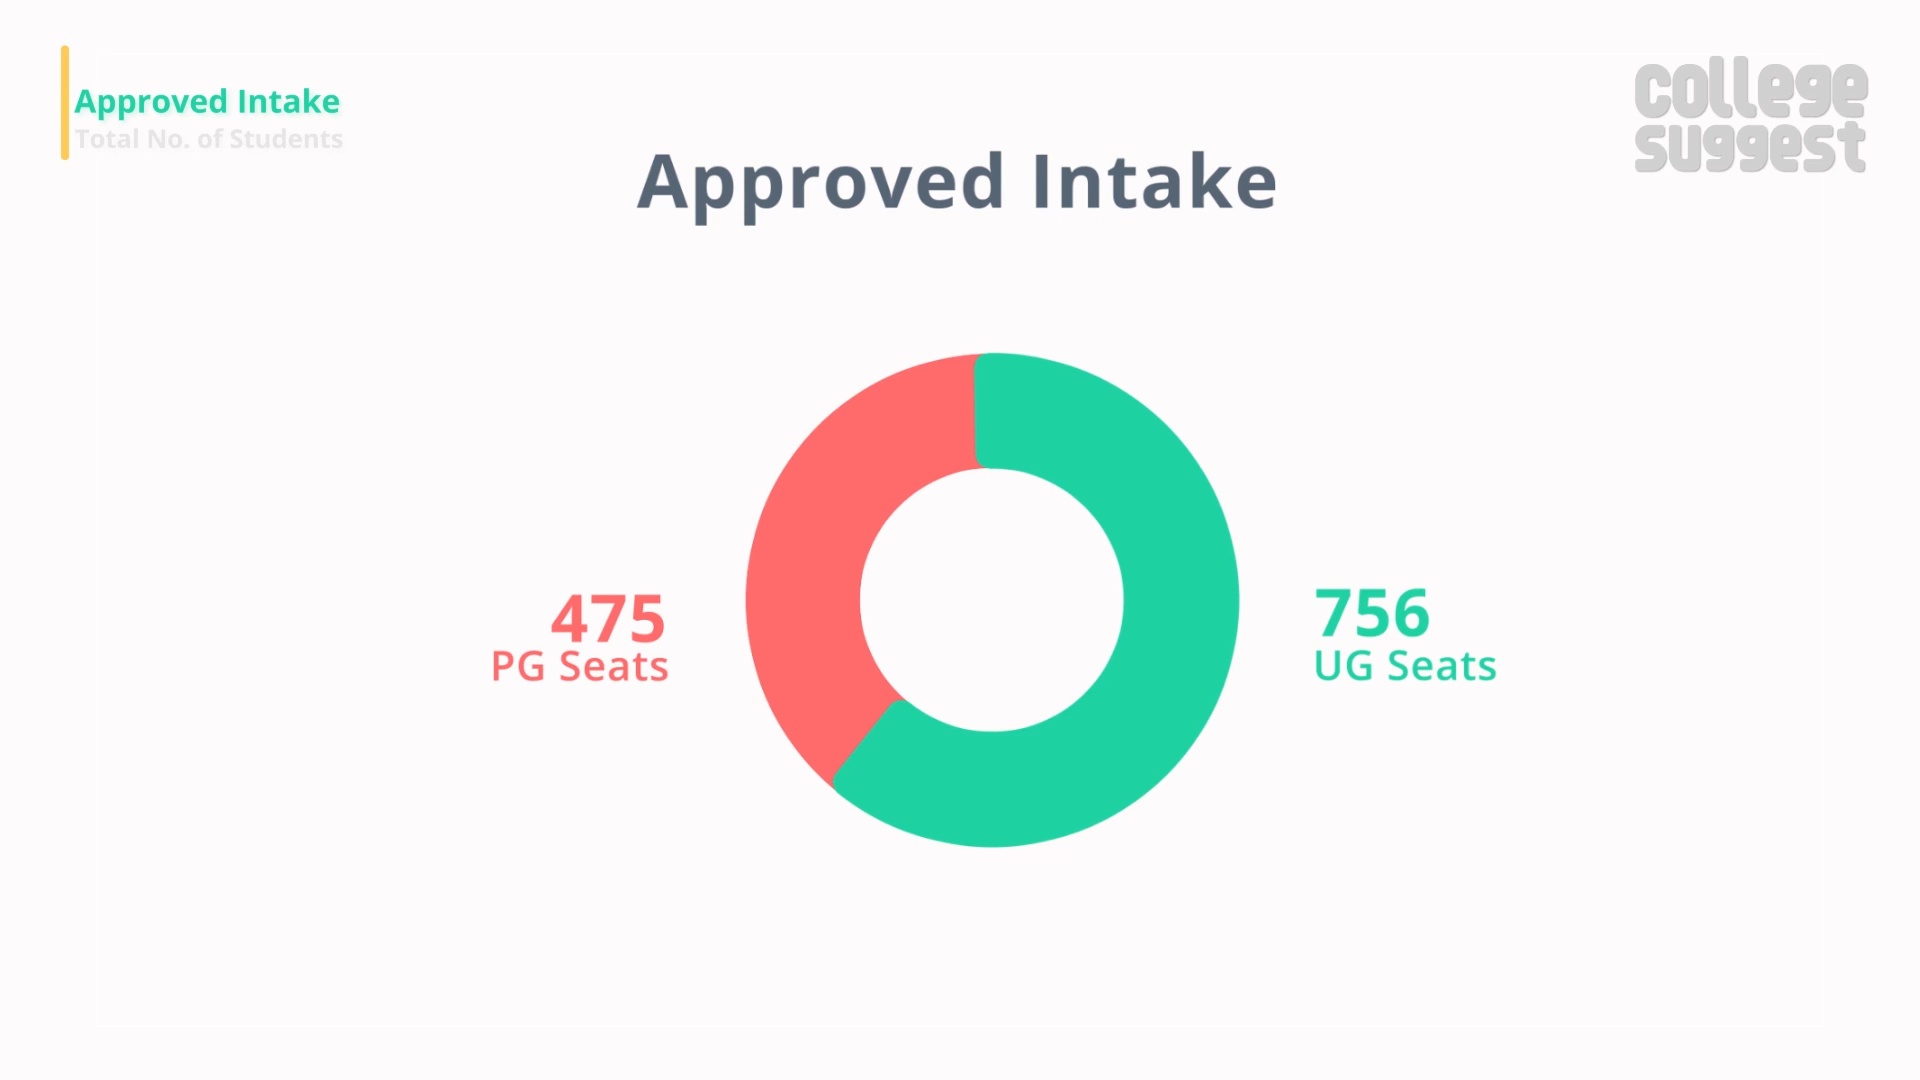 Approved Intake
Total No. of Students
college
suggest
Approved Intake
475
PG Seats
756
UG Seats